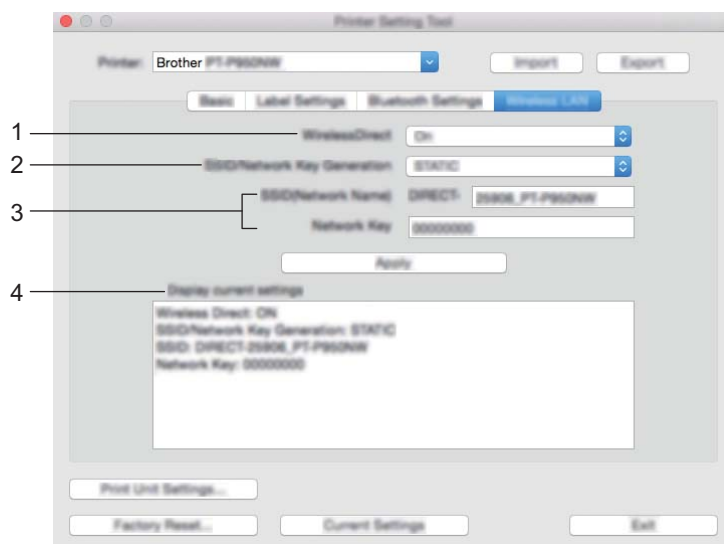 Printer Setting Tool
Printer: Brother PT-P950NW
Import
Export
Basic
Label Settings
Bluetooth Settings
Wireless LAN
1
WirelessDirect
On
2
SSID/Network Key Generation
STATIC
3
SSID(Network Name)
DIRECT-
25908_PT-P950NW
Network Key
00000000
Apply
4
Display current settings
Wireless Direct: ON
SSID/Network Key Generation: STATIC
SSID: DIRECT-25908_PT-P950NW
Network Key: 00000000
Print Unit Settings...
Factory Reset...
Current Settings
Exit